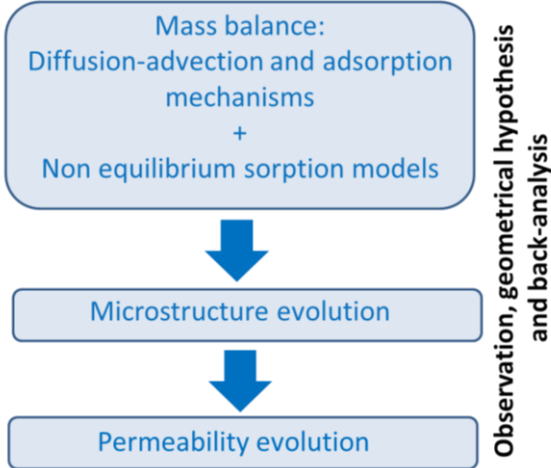 Mass balance:
Diffusion-advection and adsorption
mechanisms
+
Non equilibrium sorption models
Microstructure evolution
Permeability evolution
Observation, geometrical hypothesis
and back-analysis